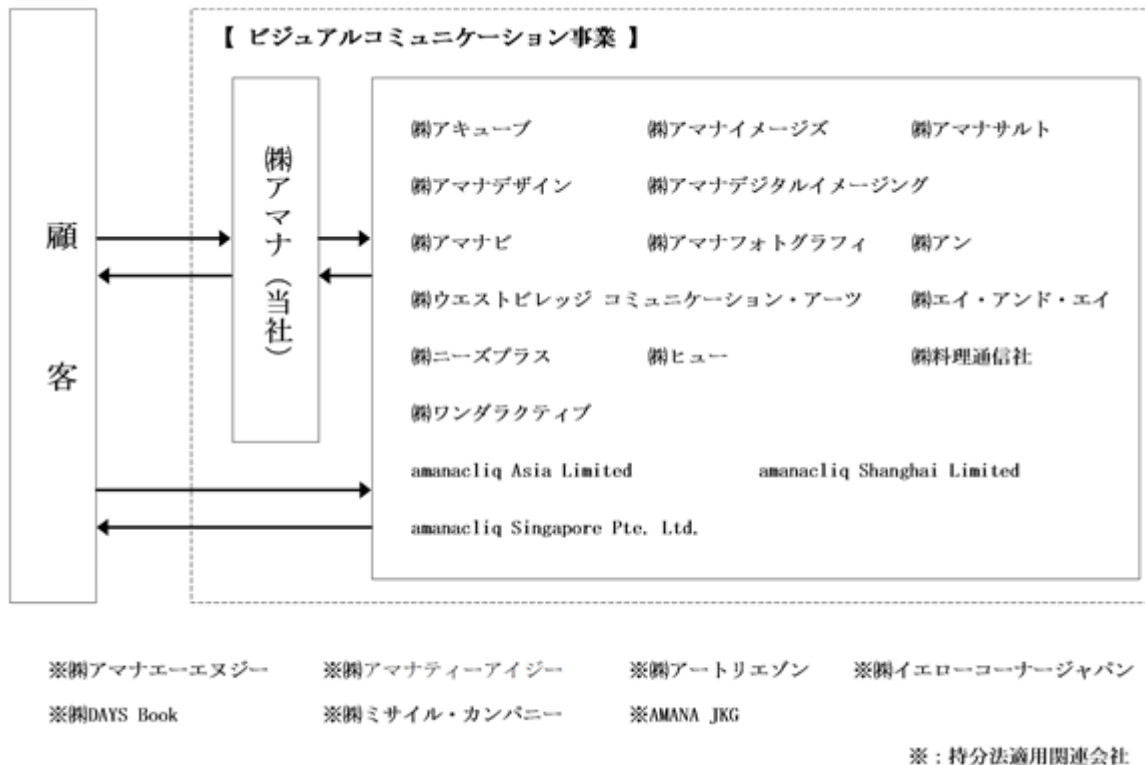 【 ビジュアルコミュニケーション事業 】
顧客
㈱アマナ（当社）
㈱アキューブ ㈱アマナイメージズ ㈱アマナサルト
㈱アマナデザイン ㈱アマナデジタルイメージング
㈱アマナビ ㈱アマナフォトグラフィ ㈱アン
㈱ウエストビレッジ コミュニケーション・アーツ ㈱エイ・アンド・エイ
㈱ニーズプラス ㈱ヒュー ㈱料理通信社
㈱ワンダラクティブ
amanacliq Asia Limited amanacliq Shanghai Limited
amanacliq Singapore Pte. Ltd.
※㈱アマナエーエヌジー ※㈱アマナティーアイジー ※㈱アートリエゾン ※㈱イエローコーナージャパン
※㈱DAYS Book ※㈱ミサイル・カンパニー ※AMANA JKG
※：持分法適用関連会社